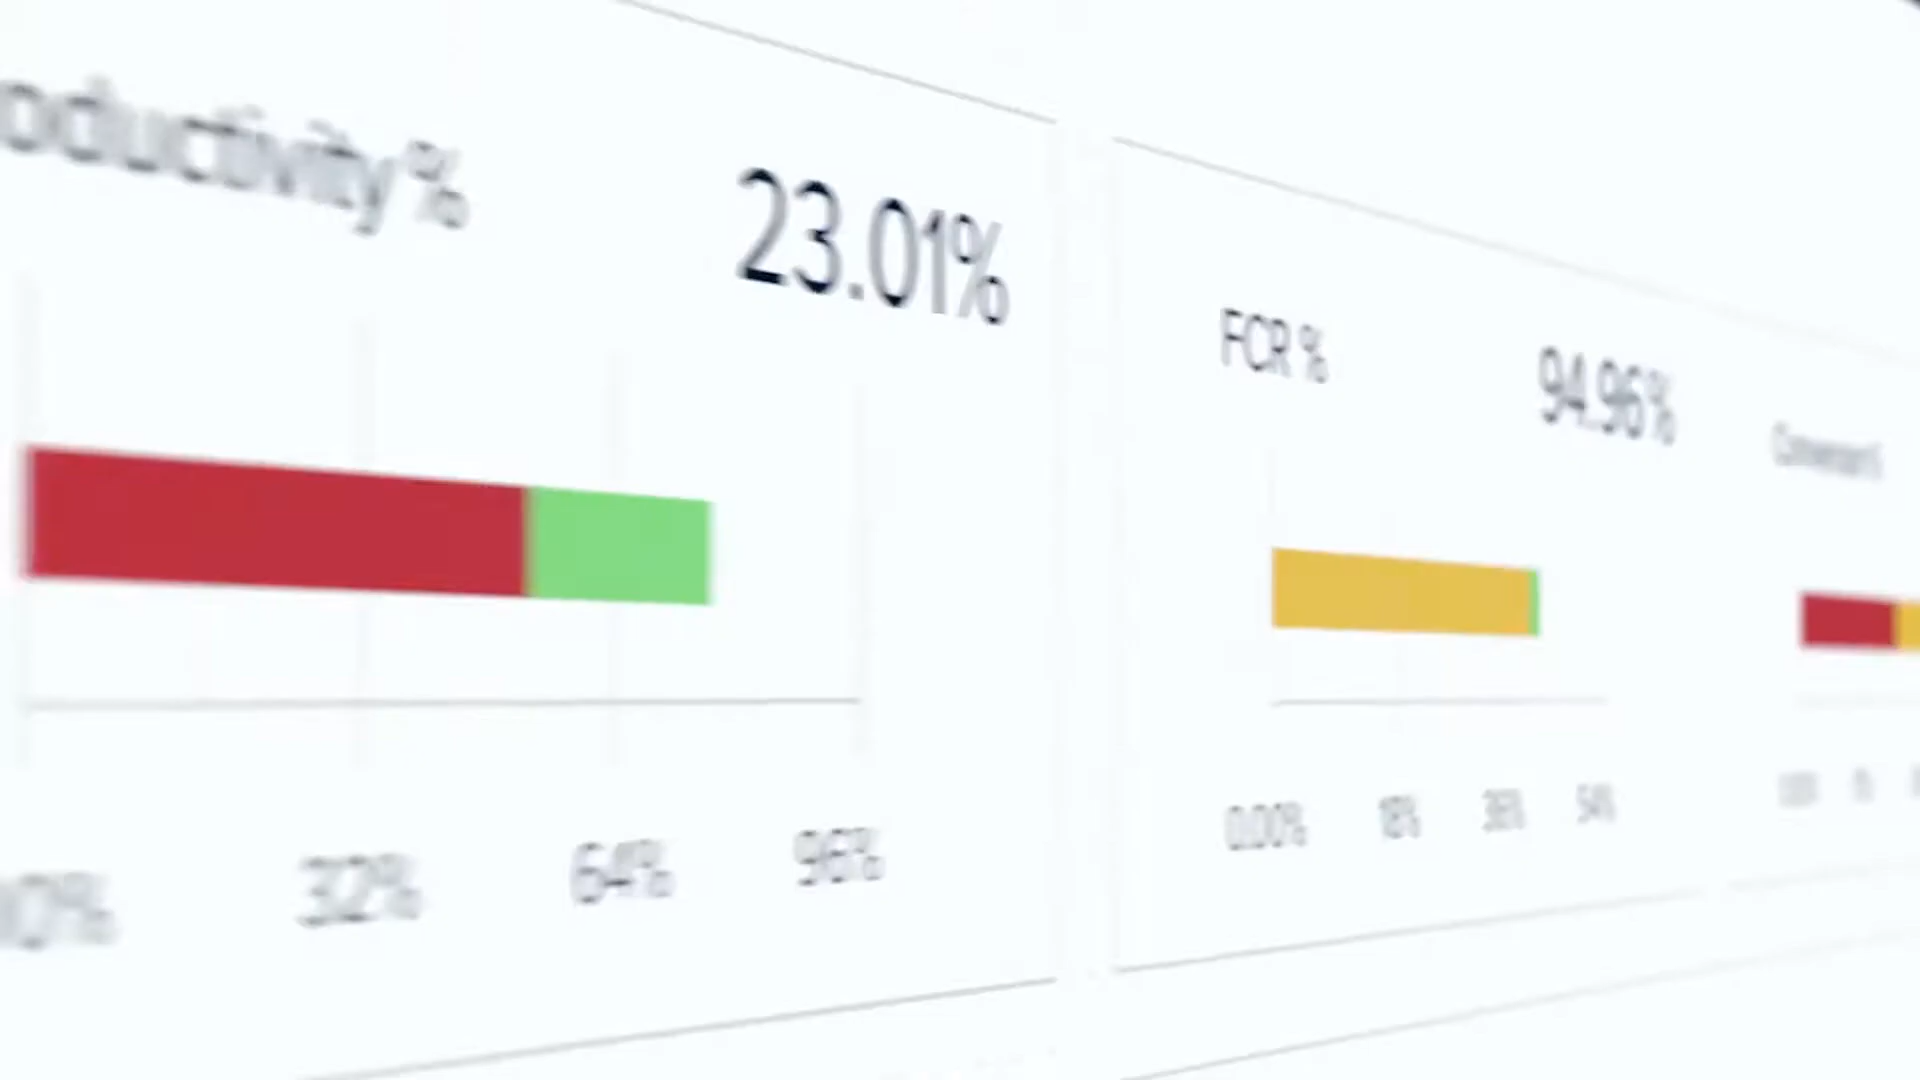 oductivity %
23.01%
32% 64% 96%
FCR %
94.96%
0.00% 18% 36% 54%